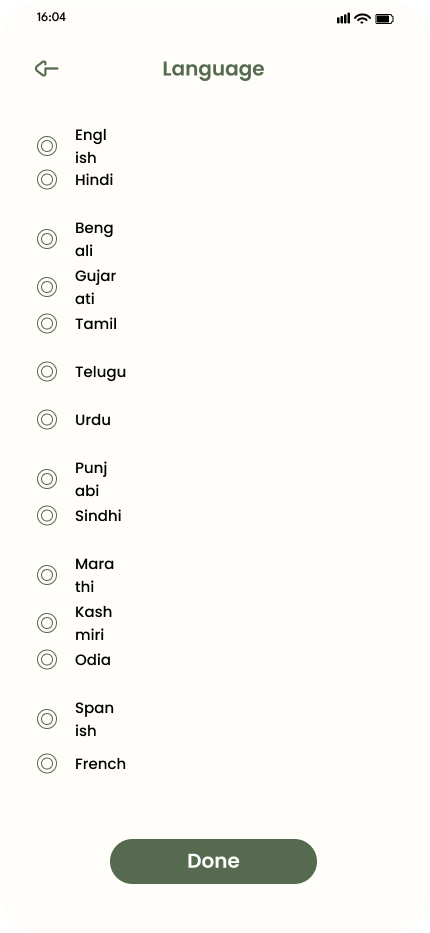 16:04
Language
Engl
ish
Hindi
Beng
ali
Gujar
ati
Tamil
Telugu
Urdu
Punj
abi
Sindhi
Mara
thi
Kash
miri
Odia
Span
ish
French
Done